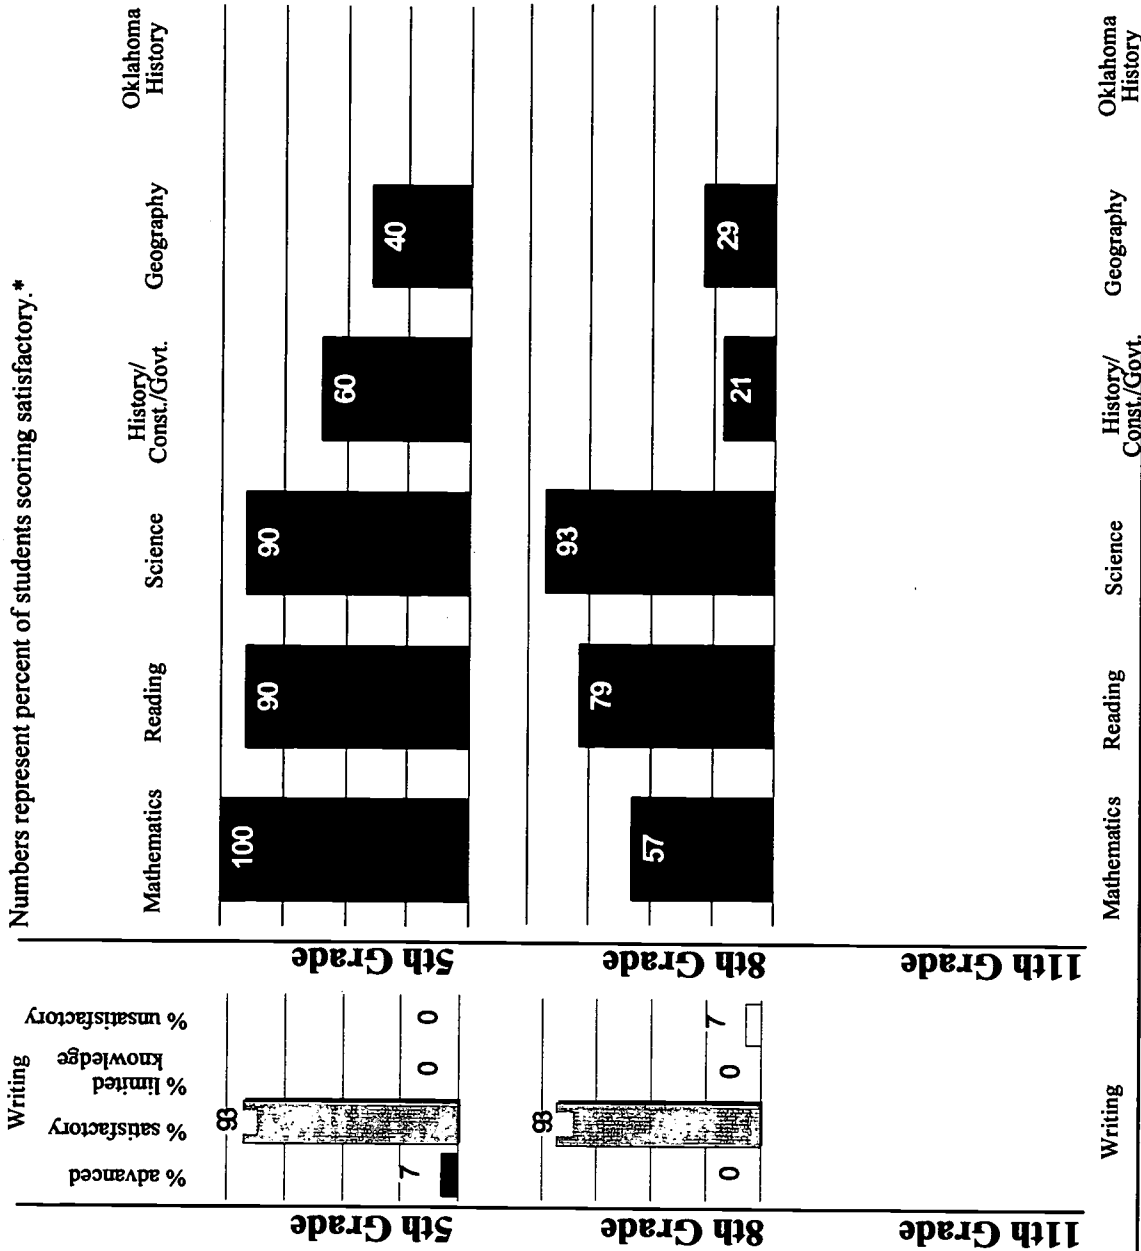 Numbers represent percent of students scoring satisfactory.*
Writing
% advanced
% satisfactory
% limited
knowledge
% unsatisfactory
Mathematics
Reading
Science
History/
Const./Govt.
Geography
Oklahoma
History
5th Grade
7
93
0
0
5th Grade
100
90
90
60
40
8th Grade
0
93
0
7
8th Grade
57
79
93
21
29
11th Grade
11th Grade
Writing
Mathematics
Reading
Science
History/
Const./Govt.
Geography
Oklahoma
History